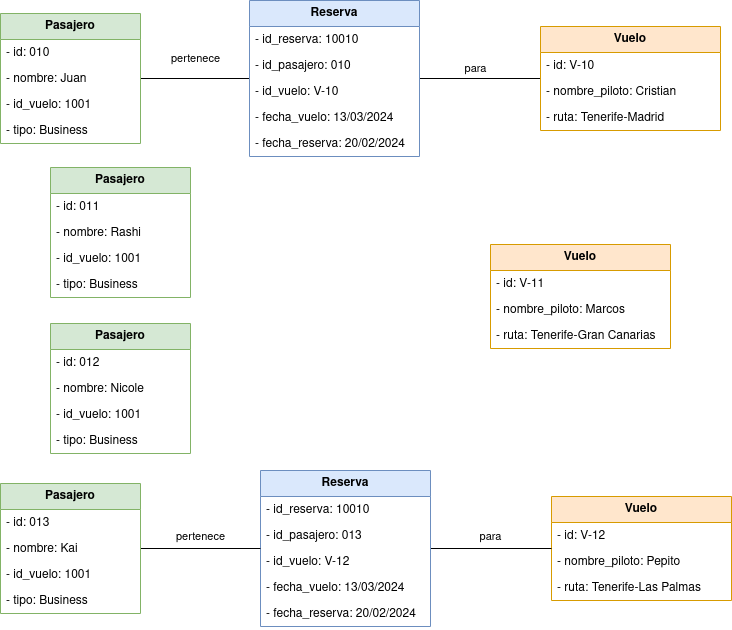 Pasajero
- id: 010
- nombre: Juan
- id_vuelo: 1001
- tipo: Business
pertenece
Reserva
- id_reserva: 10010
- id_pasajero: 010
- id_vuelo: V-10
- fecha_vuelo: 13/03/2024
- fecha_reserva: 20/02/2024
para
Vuelo
- id: V-10
- nombre_piloto: Cristian
- ruta: Tenerife-Madrid
Pasajero
- id: 011
- nombre: Rashi
- id_vuelo: 1001
- tipo: Business
Vuelo
- id: V-11
- nombre_piloto: Marcos
- ruta: Tenerife-Gran Canarias
Pasajero
- id: 012
- nombre: Nicole
- id_vuelo: 1001
- tipo: Business
Pasajero
- id: 013
- nombre: Kai
- id_vuelo: 1001
- tipo: Business
pertenece
Reserva
- id_reserva: 10010
- id_pasajero: 013
- id_vuelo: V-12
- fecha_vuelo: 13/03/2024
- fecha_reserva: 20/02/2024
para
Vuelo
- id: V-12
- nombre_piloto: Pepito
- ruta: Tenerife-Las Palmas